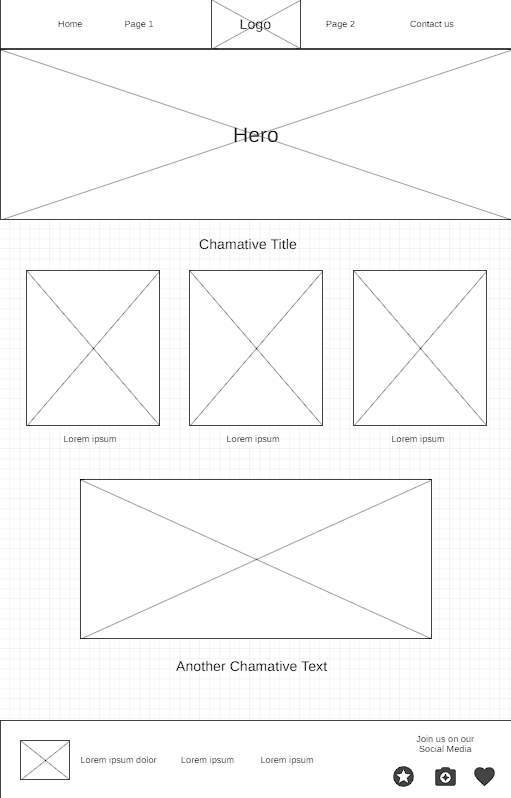 Home
Page 1
Logo
Page 2
Contact us
Hero
Chamative Title
Lorem ipsum
Lorem ipsum
Lorem ipsum
Another Chamative Text
Lorem ipsum dolor
Lorem ipsum
Lorem ipsum
Join us on our
Social Media